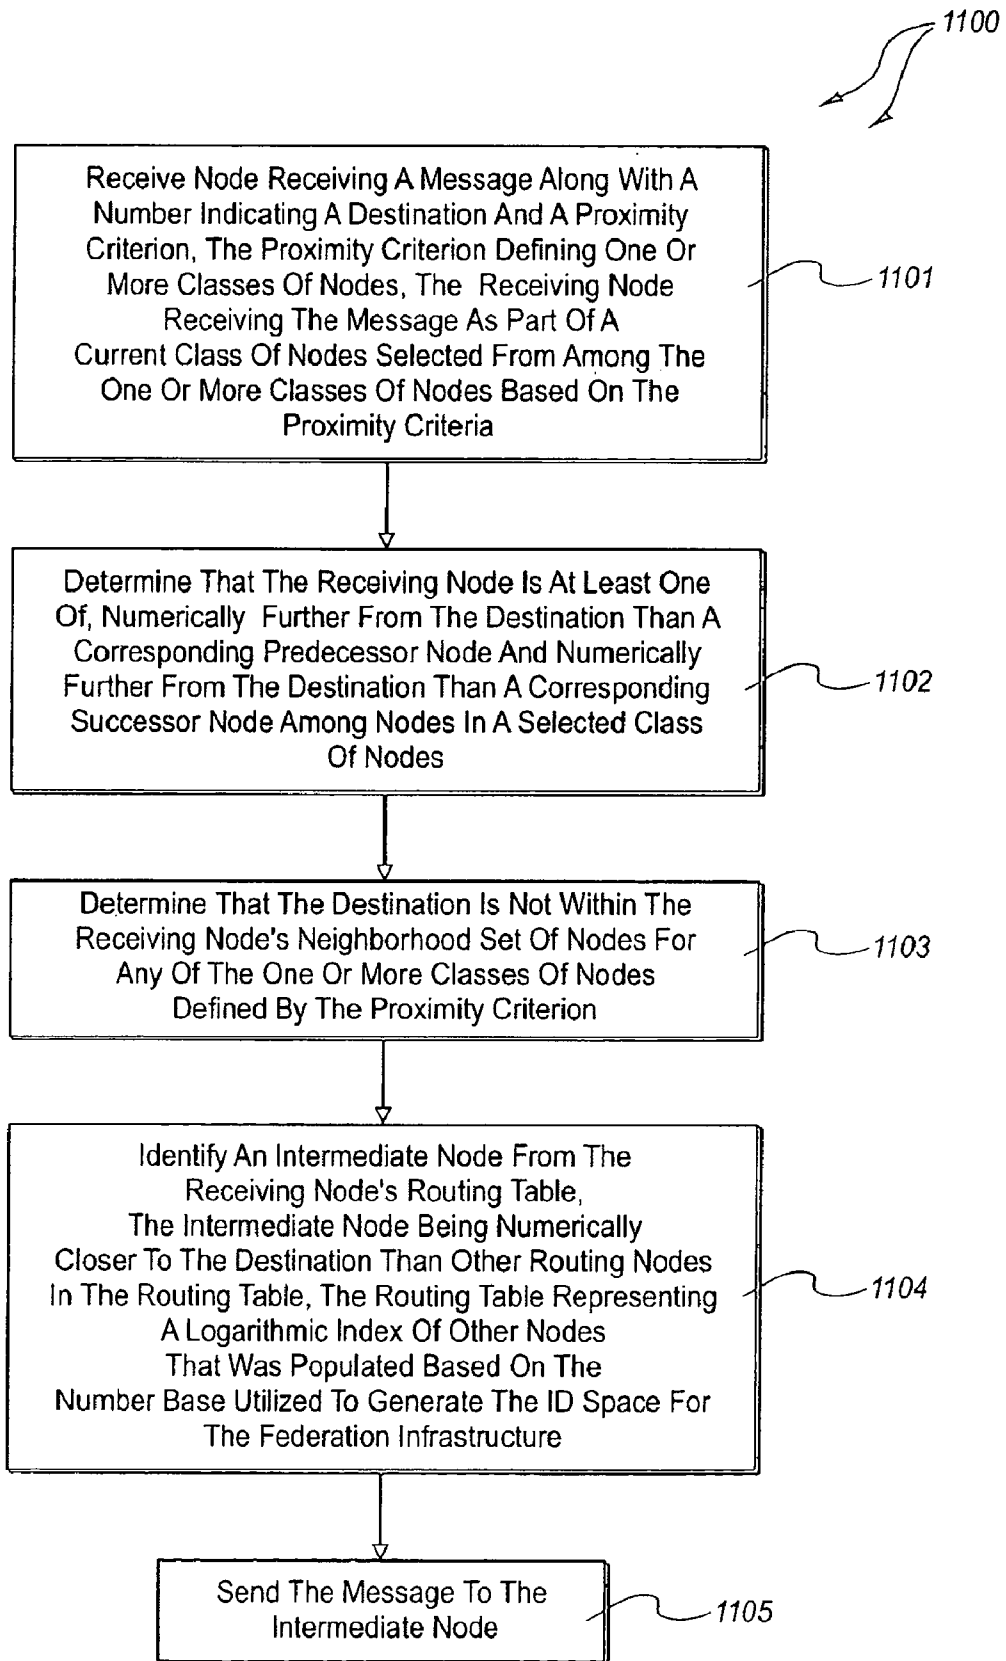 1100
Receive Node Receiving A Message Along With A
Number Indicating A Destination And A Proximity
Criterion, The Proximity Criterion Defining One Or
More Classes Of Nodes, The Receiving Node
Receiving The Message As Part Of A
Current Class Of Nodes Selected From Among The
One Or More Classes Of Nodes Based On The
Proximity Criteria
1101
Determine That The Receiving Node Is At Least One
Of, Numerically Further From The Destination Than A
Corresponding Predecessor Node And Numerically
Further From The Destination Than A Corresponding
Successor Node Among Nodes In A Selected Class
Of Nodes
1102
Determine That The Destination Is Not Within The
Receiving Node's Neighborhood Set Of Nodes For
Any Of The One Or More Classes Of Nodes
Defined By The Proximity Criterion
1103
Identify An Intermediate Node From The
Receiving Node's Routing Table,
The Intermediate Node Being Numerically
Closer To The Destination Than Other Routing Nodes
In The Routing Table, The Routing Table Representing
A Logarithmic Index Of Other Nodes
That Was Populated Based On The
Number Base Utilized To Generate The ID Space For
The Federation Infrastructure
1104
Send The Message To The
Intermediate Node
1105